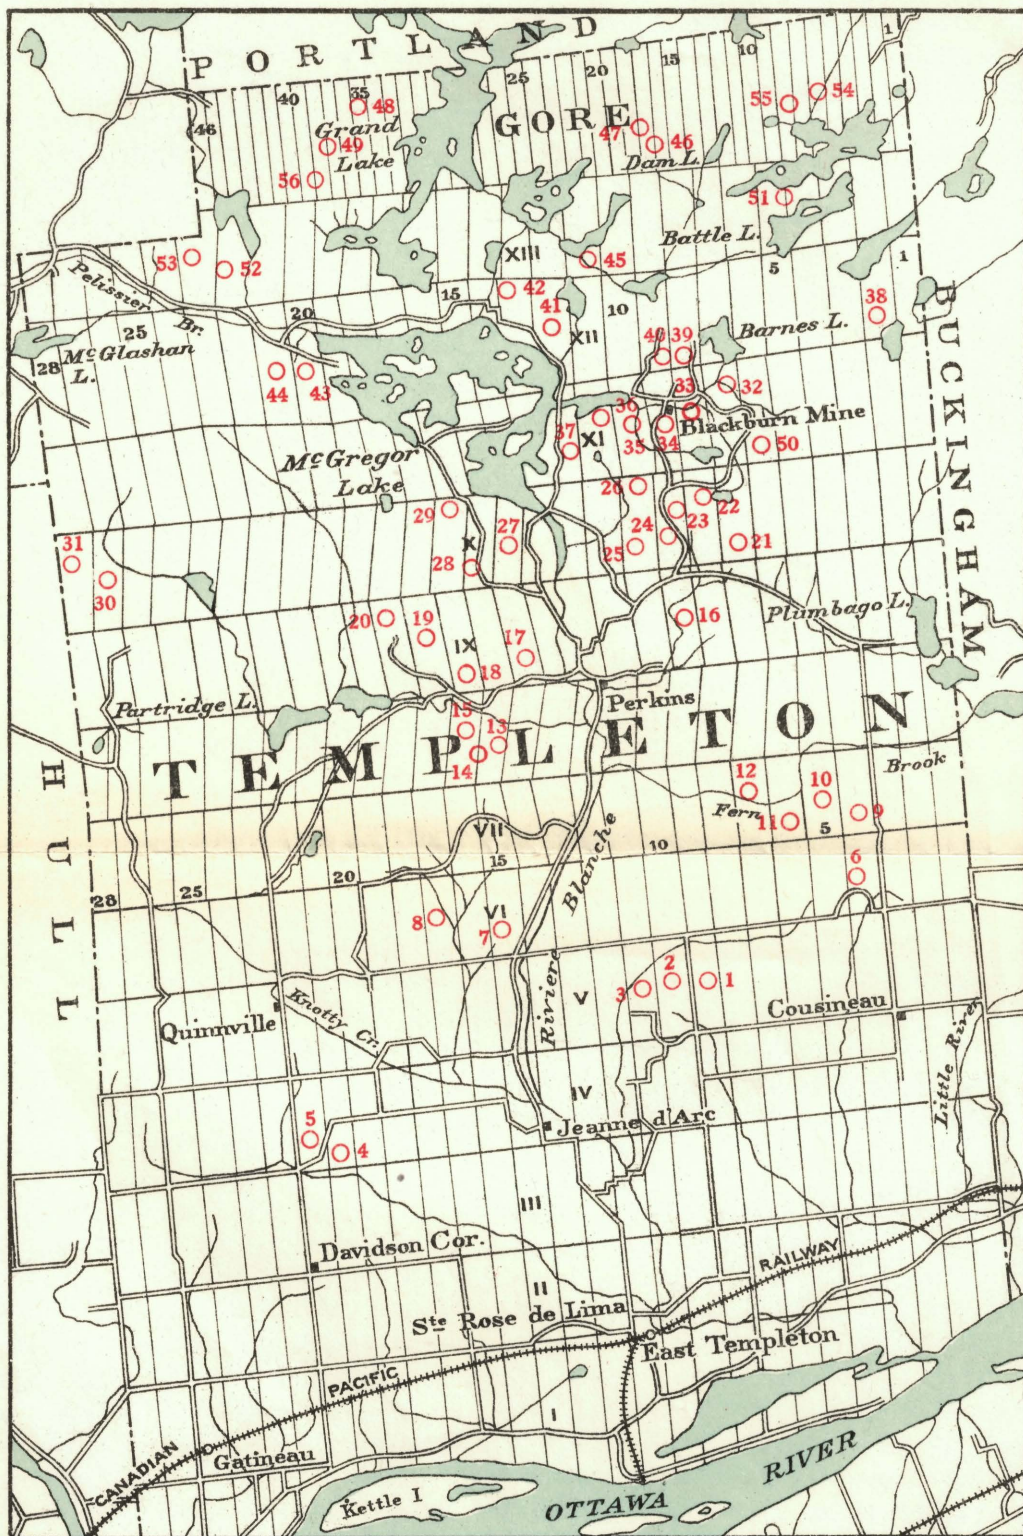 PORTLAND
1
10
15
20
25
35
40
GORE
46
48
Grand
Lake
49
56
47
46
Dam L.
55
54
51
Battle L.
5
1
53
52
XIII
45
42
15
41
10
38
Pelissier Br.
20
25
XII
Barnes L.
McGlashan
L.
28
44
43
40
39
33
32
36
Blackburn Mine
37
XI
35
34
50
McGregor
Lake
BUCKINGHAM
26
22
29
27
24
23
X
28
25
21
31
30
20
19
IX
17
16
Plumbago L.
18
Perkins
Partridge L.
15
13
14
TEMPLETON
HULL
Brook
12
10
Fern
11
9
5
VII
Blanche
15
10
20
25
28
6
8
VI
7
Riviere
2
1
3
V
Cousineau
Quinnville
Knotty Cr.
Little River
IV
Jeanne d'Arc
5
4
III
Davidson Cor.
RAILWAY
II
Ste Rose de Lima
East Templeton
PACIFIC
I
CANADIAN
Gatineau
Kettle I
OTTAWA
RIVER